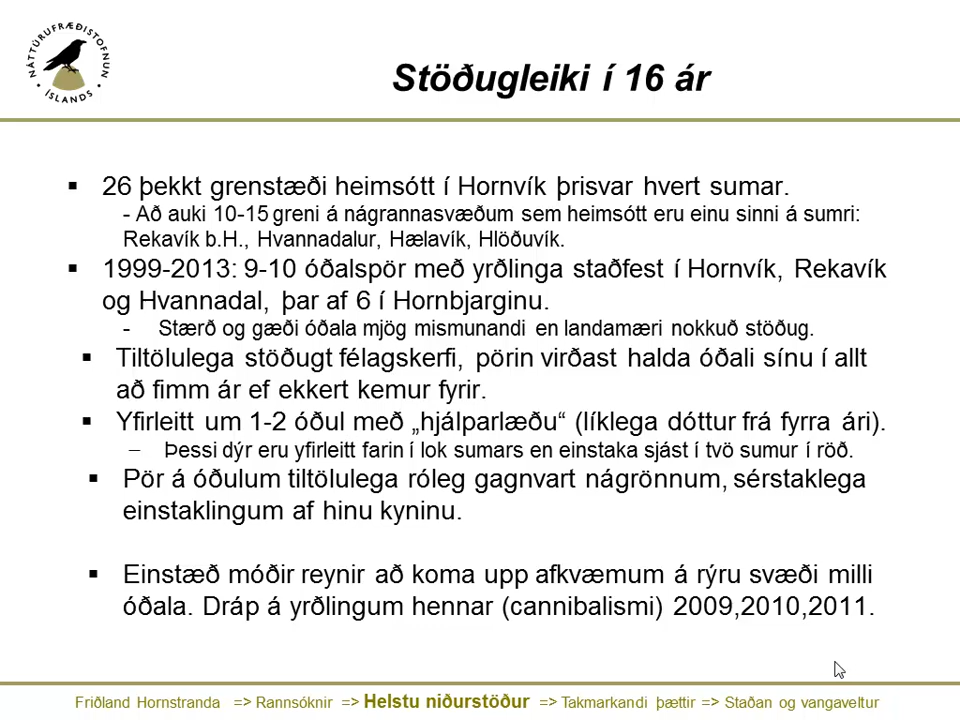 NÁTTÚRUFRÆÐISTOFNUN
• ÍSLANDS •
Stöðugleiki í 16 ár
▪ 26 þekkt grenstæði heimsótt í Hornvík þrisvar hvert sumar.
- Að auki 10-15 greni á nágrannasvæðum sem heimsótt eru einu sinni á sumri:
Rekavík b.H., Hvannadalur, Hælavík, Hlöðuvík.
▪ 1999-2013: 9-10 óðalspör með yrðlinga staðfest í Hornvík, Rekavík
og Hvannadal, þar af 6 í Hornbjarginu.
- Stærð og gæði óðala mjög mismunandi en landamæri nokkuð stöðug.
▪ Tiltölulega stöðugt félagskerfi, pörin virðast halda óðali sínu í allt
að fimm ár ef ekkert kemur fyrir.
▪ Yfirleitt um 1-2 óðul með „hjálparlæðu“ (líklega dóttur frá fyrra ári).
– Þessi dýr eru yfirleitt farin í lok sumars en einstaka sjást í tvö sumur í röð.
▪ Pör á óðulum tiltölulega róleg gagnvart nágrönnum, sérstaklega
einstaklingum af hinu kyninu.
▪ Einstæð móðir reynir að koma upp afkvæmum á rýru svæði milli
óðala. Dráp á yrðlingum hennar (cannibalismi) 2009,2010,2011.
Friðland Hornstranda => Rannsóknir => Helstu niðurstöður => Takmarkandi þættir => Staðan og vangaveltur